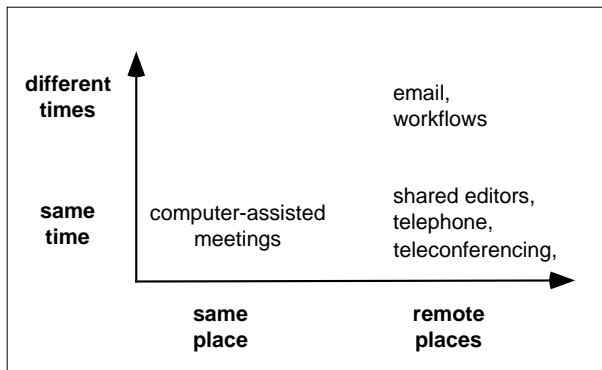 different
times
email,
workflows
same
time
computer-assisted
meetings
shared editors,
telephone,
teleconferencing,
same
place
remote
places